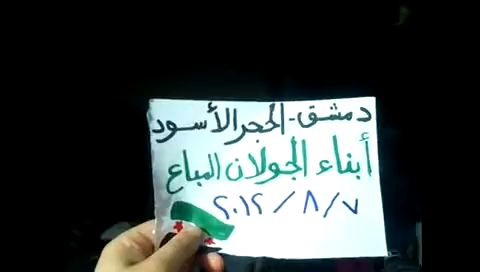 دمشق - الحجر الأسود
أبناء الجولان المباع
٢٠١٢/٨/٧